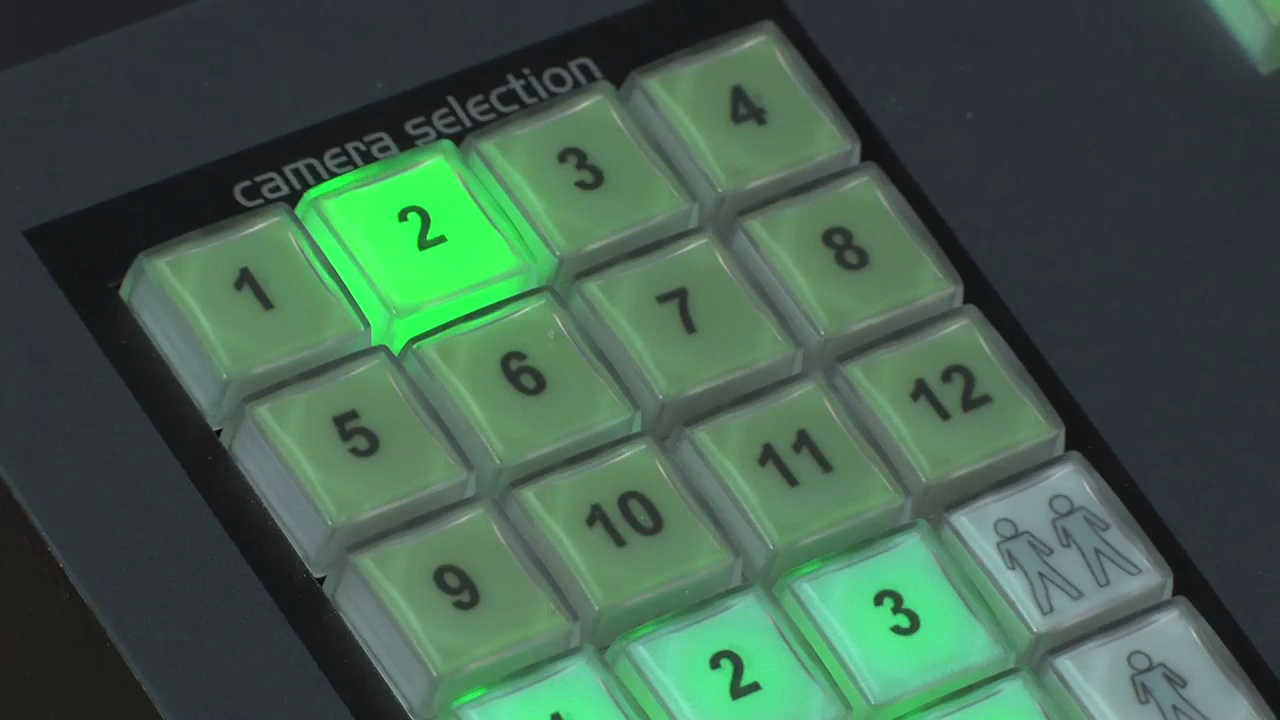 camera selection
1 2 3 4
5 6 7 8
9 10 11 12
2 3